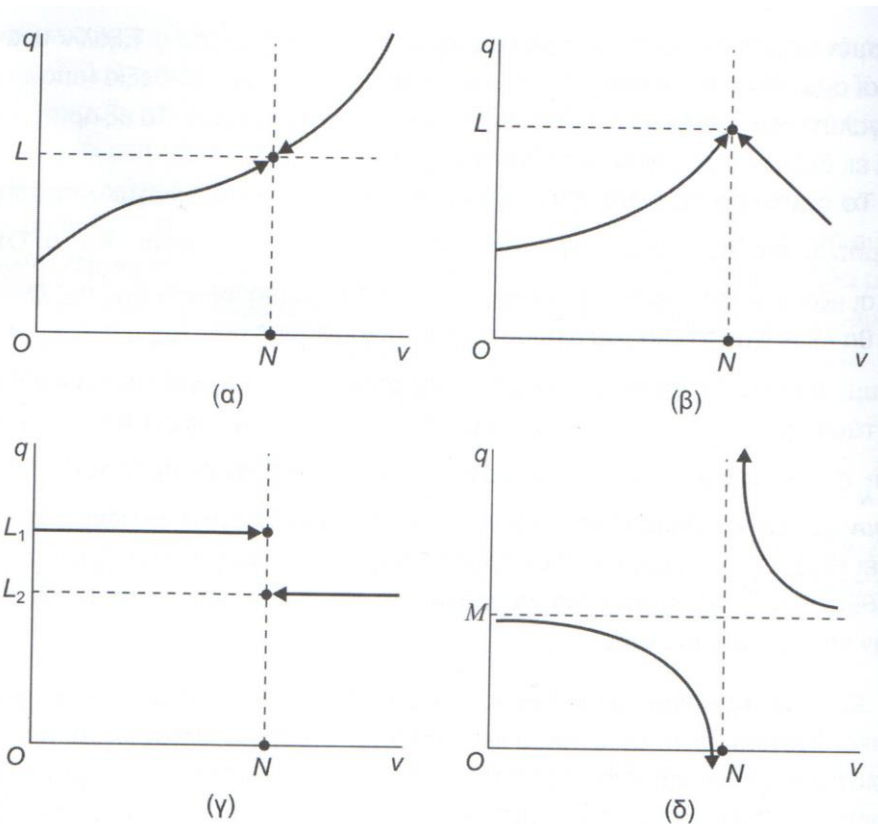 q q
L L
O N v O N v
(α) (β)
q q
L₁
L₂ M
O N v O N v
(γ) (δ)